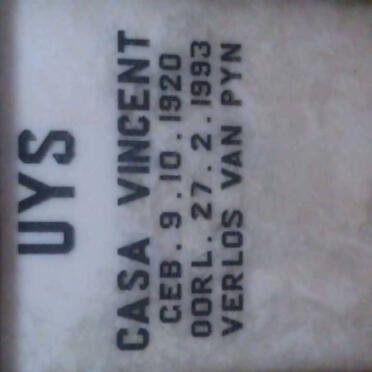 UYS
CASA VINCENT
GEB. 9.10.1920
OORL. 27.2.1993
VERLOS VAN PYN